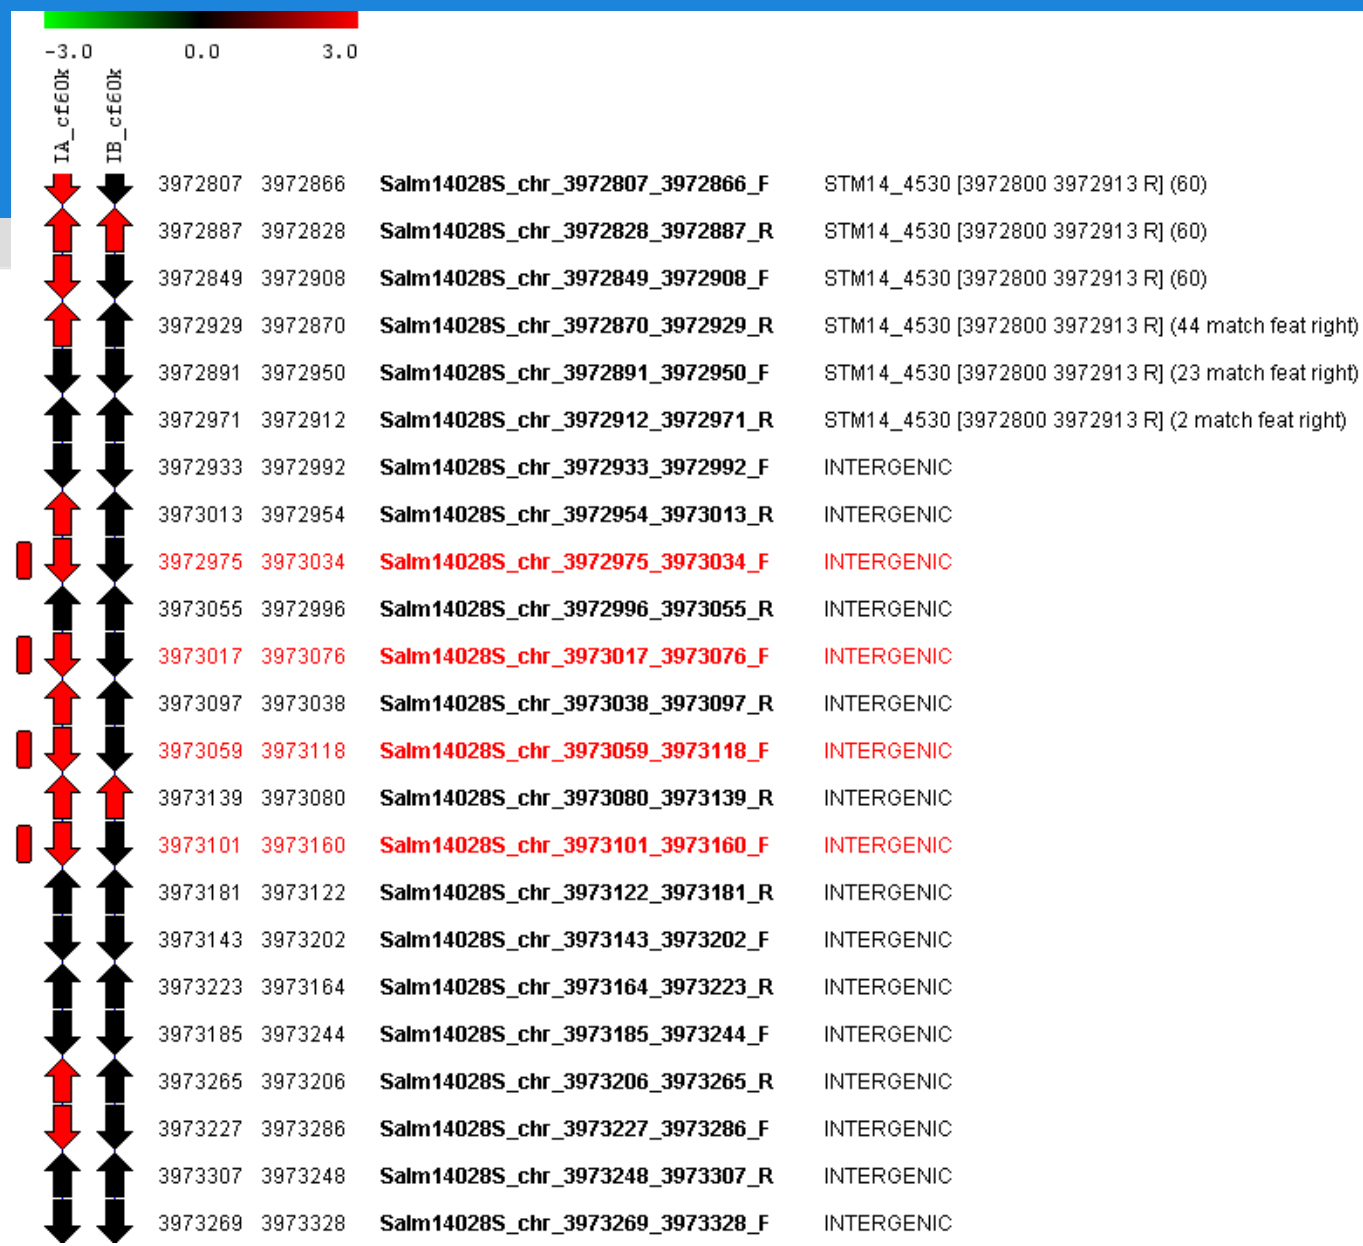 -3.0 0.0 3.0
IA_cf60k IB_cf60k
3972807 3972866 Salm14028S_chr_3972807_3972866_F STM14_4530 [3972800 3972913 R] (60)
3972887 3972828 Salm14028S_chr_3972828_3972887_R STM14_4530 [3972800 3972913 R] (60)
3972849 3972908 Salm14028S_chr_3972849_3972908_F STM14_4530 [3972800 3972913 R] (60)
3972929 3972870 Salm14028S_chr_3972870_3972929_R STM14_4530 [3972800 3972913 R] (44 match feat right)
3972891 3972950 Salm14028S_chr_3972891_3972950_F STM14_4530 [3972800 3972913 R] (23 match feat right)
3972971 3972912 Salm14028S_chr_3972912_3972971_R STM14_4530 [3972800 3972913 R] (2 match feat right)
3972933 3972992 Salm14028S_chr_3972933_3972992_F INTERGENIC
3973013 3972954 Salm14028S_chr_3972954_3973013_R INTERGENIC
3972975 3973034 Salm14028S_chr_3972975_3973034_F INTERGENIC
3973055 3972996 Salm14028S_chr_3972996_3973055_R INTERGENIC
3973017 3973076 Salm14028S_chr_3973017_3973076_F INTERGENIC
3973097 3973038 Salm14028S_chr_3973038_3973097_R INTERGENIC
3973059 3973118 Salm14028S_chr_3973059_3973118_F INTERGENIC
3973139 3973080 Salm14028S_chr_3973080_3973139_R INTERGENIC
3973101 3973160 Salm14028S_chr_3973101_3973160_F INTERGENIC
3973181 3973122 Salm14028S_chr_3973122_3973181_R INTERGENIC
3973143 3973202 Salm14028S_chr_3973143_3973202_F INTERGENIC
3973223 3973164 Salm14028S_chr_3973164_3973223_R INTERGENIC
3973185 3973244 Salm14028S_chr_3973185_3973244_F INTERGENIC
3973265 3973206 Salm14028S_chr_3973206_3973265_R INTERGENIC
3973227 3973286 Salm14028S_chr_3973227_3973286_F INTERGENIC
3973307 3973248 Salm14028S_chr_3973248_3973307_R INTERGENIC
3973269 3973328 Salm14028S_chr_3973269_3973328_F INTERGENIC